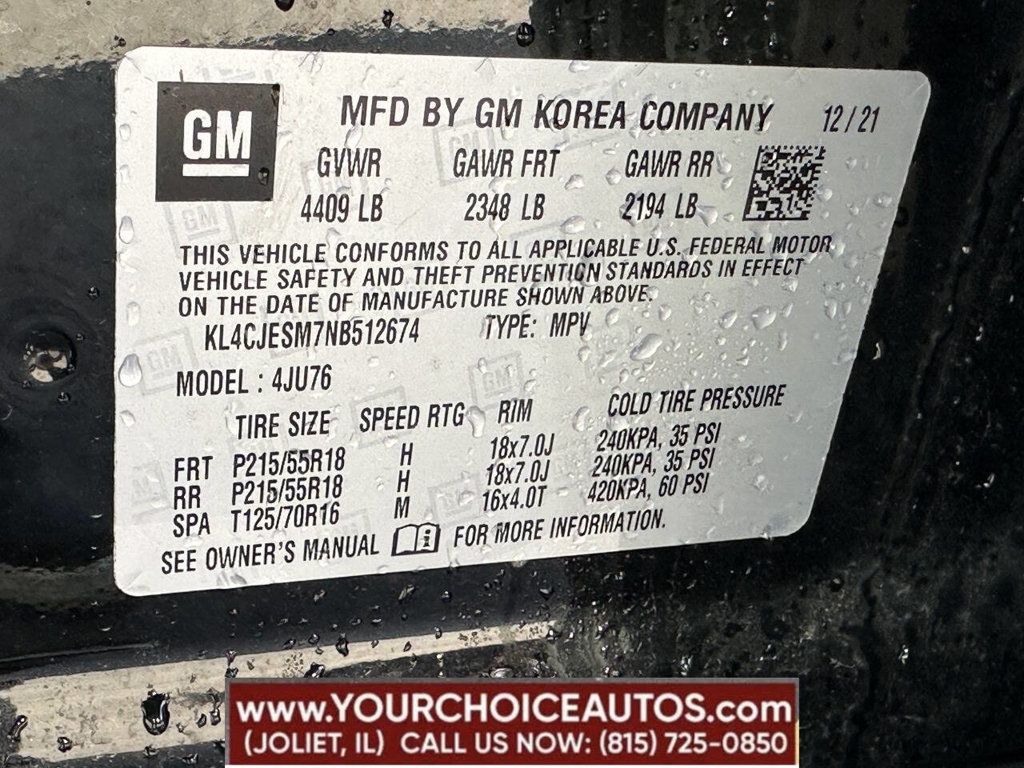 GM
MFD BY GM KOREA COMPANY 12/21
GVWR GAWR FRT GAWR RR
4409 LB 2348 LB 2194 LB
THIS VEHICLE CONFORMS TO ALL APPLICABLE U.S. FEDERAL MOTOR
VEHICLE SAFETY AND THEFT PREVENTION STANDARDS IN EFFECT
ON THE DATE OF MANUFACTURE SHOWN ABOVE.
KL4CJESM7NB512674 TYPE: MPV
MODEL : 4JU76
TIRE SIZE SPEED RTG RIM COLD TIRE PRESSURE
FRT P215/55R18 H 18x7.0J 240KPA, 35 PSI
RR P215/55R18 H 18x7.0J 240KPA, 35 PSI
SPA T125/70R16 M 16x4.0T 420KPA, 60 PSI
SEE OWNER'S MANUAL FOR MORE INFORMATION.
www.YOURCHOICEAUTOS.com
(JOLIET, IL) CALL US NOW: (815) 725-0850